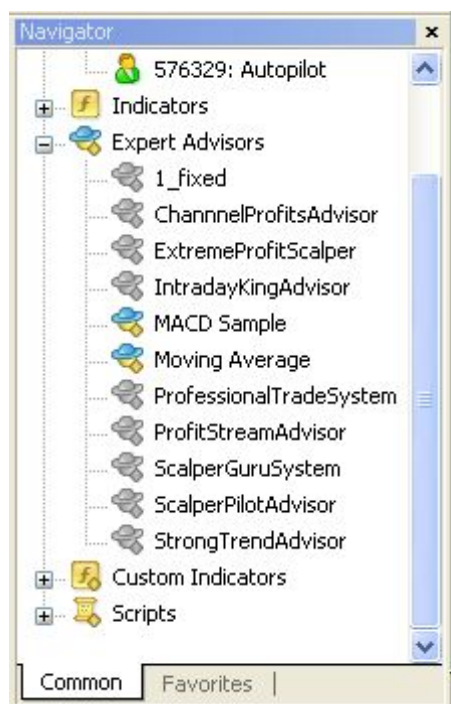 Navigator
576329: Autopilot
Indicators
Expert Advisors
1_fixed
ChannnelProfitsAdvisor
ExtremeProfitScalper
IntradayKingAdvisor
MACD Sample
Moving Average
ProfessionalTradeSystem
ProfitStreamAdvisor
ScalperGuruSystem
ScalperPilotAdvisor
StrongTrendAdvisor
Custom Indicators
Scripts
Common Favorites